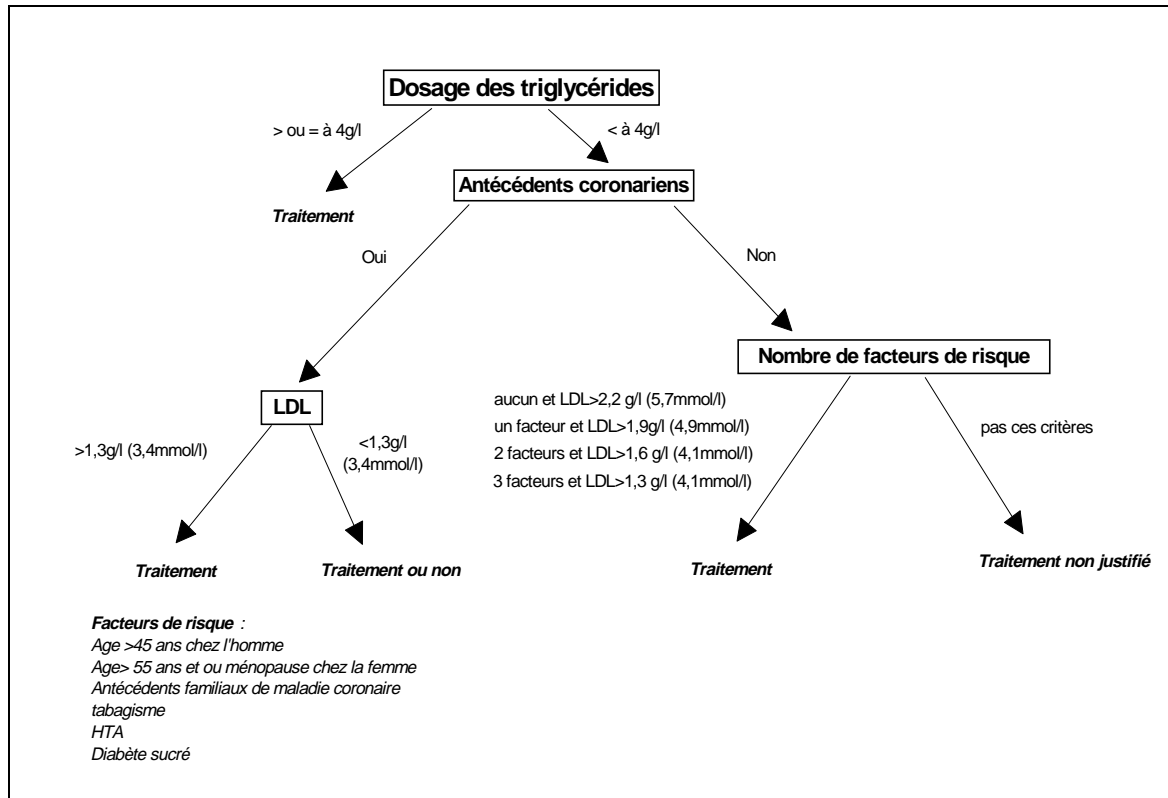 Dosage des triglycérides
> ou = à 4g/l
< à 4g/l
Antécédents coronariens
Traitement
Oui
Non
Nombre de facteurs de risque
LDL
aucun et LDL>2,2 g/l (5,7mmol/l)
un facteur et LDL>1,9g/l (4,9mmol/l)
2 facteurs et LDL>1,6 g/l (4,1mmol/l)
3 facteurs et LDL>1,3 g/l (4,1mmol/l)
pas ces critères
>1,3g/l (3,4mmol/l)
<1,3g/l
(3,4mmol/l)
Traitement
Traitement ou non
Traitement
Traitement non justifié
Facteurs de risque :
Age >45 ans chez l'homme
Age> 55 ans et ou ménopause chez la femme
Antécédents familiaux de maladie coronaire
tabagisme
HTA
Diabète sucré